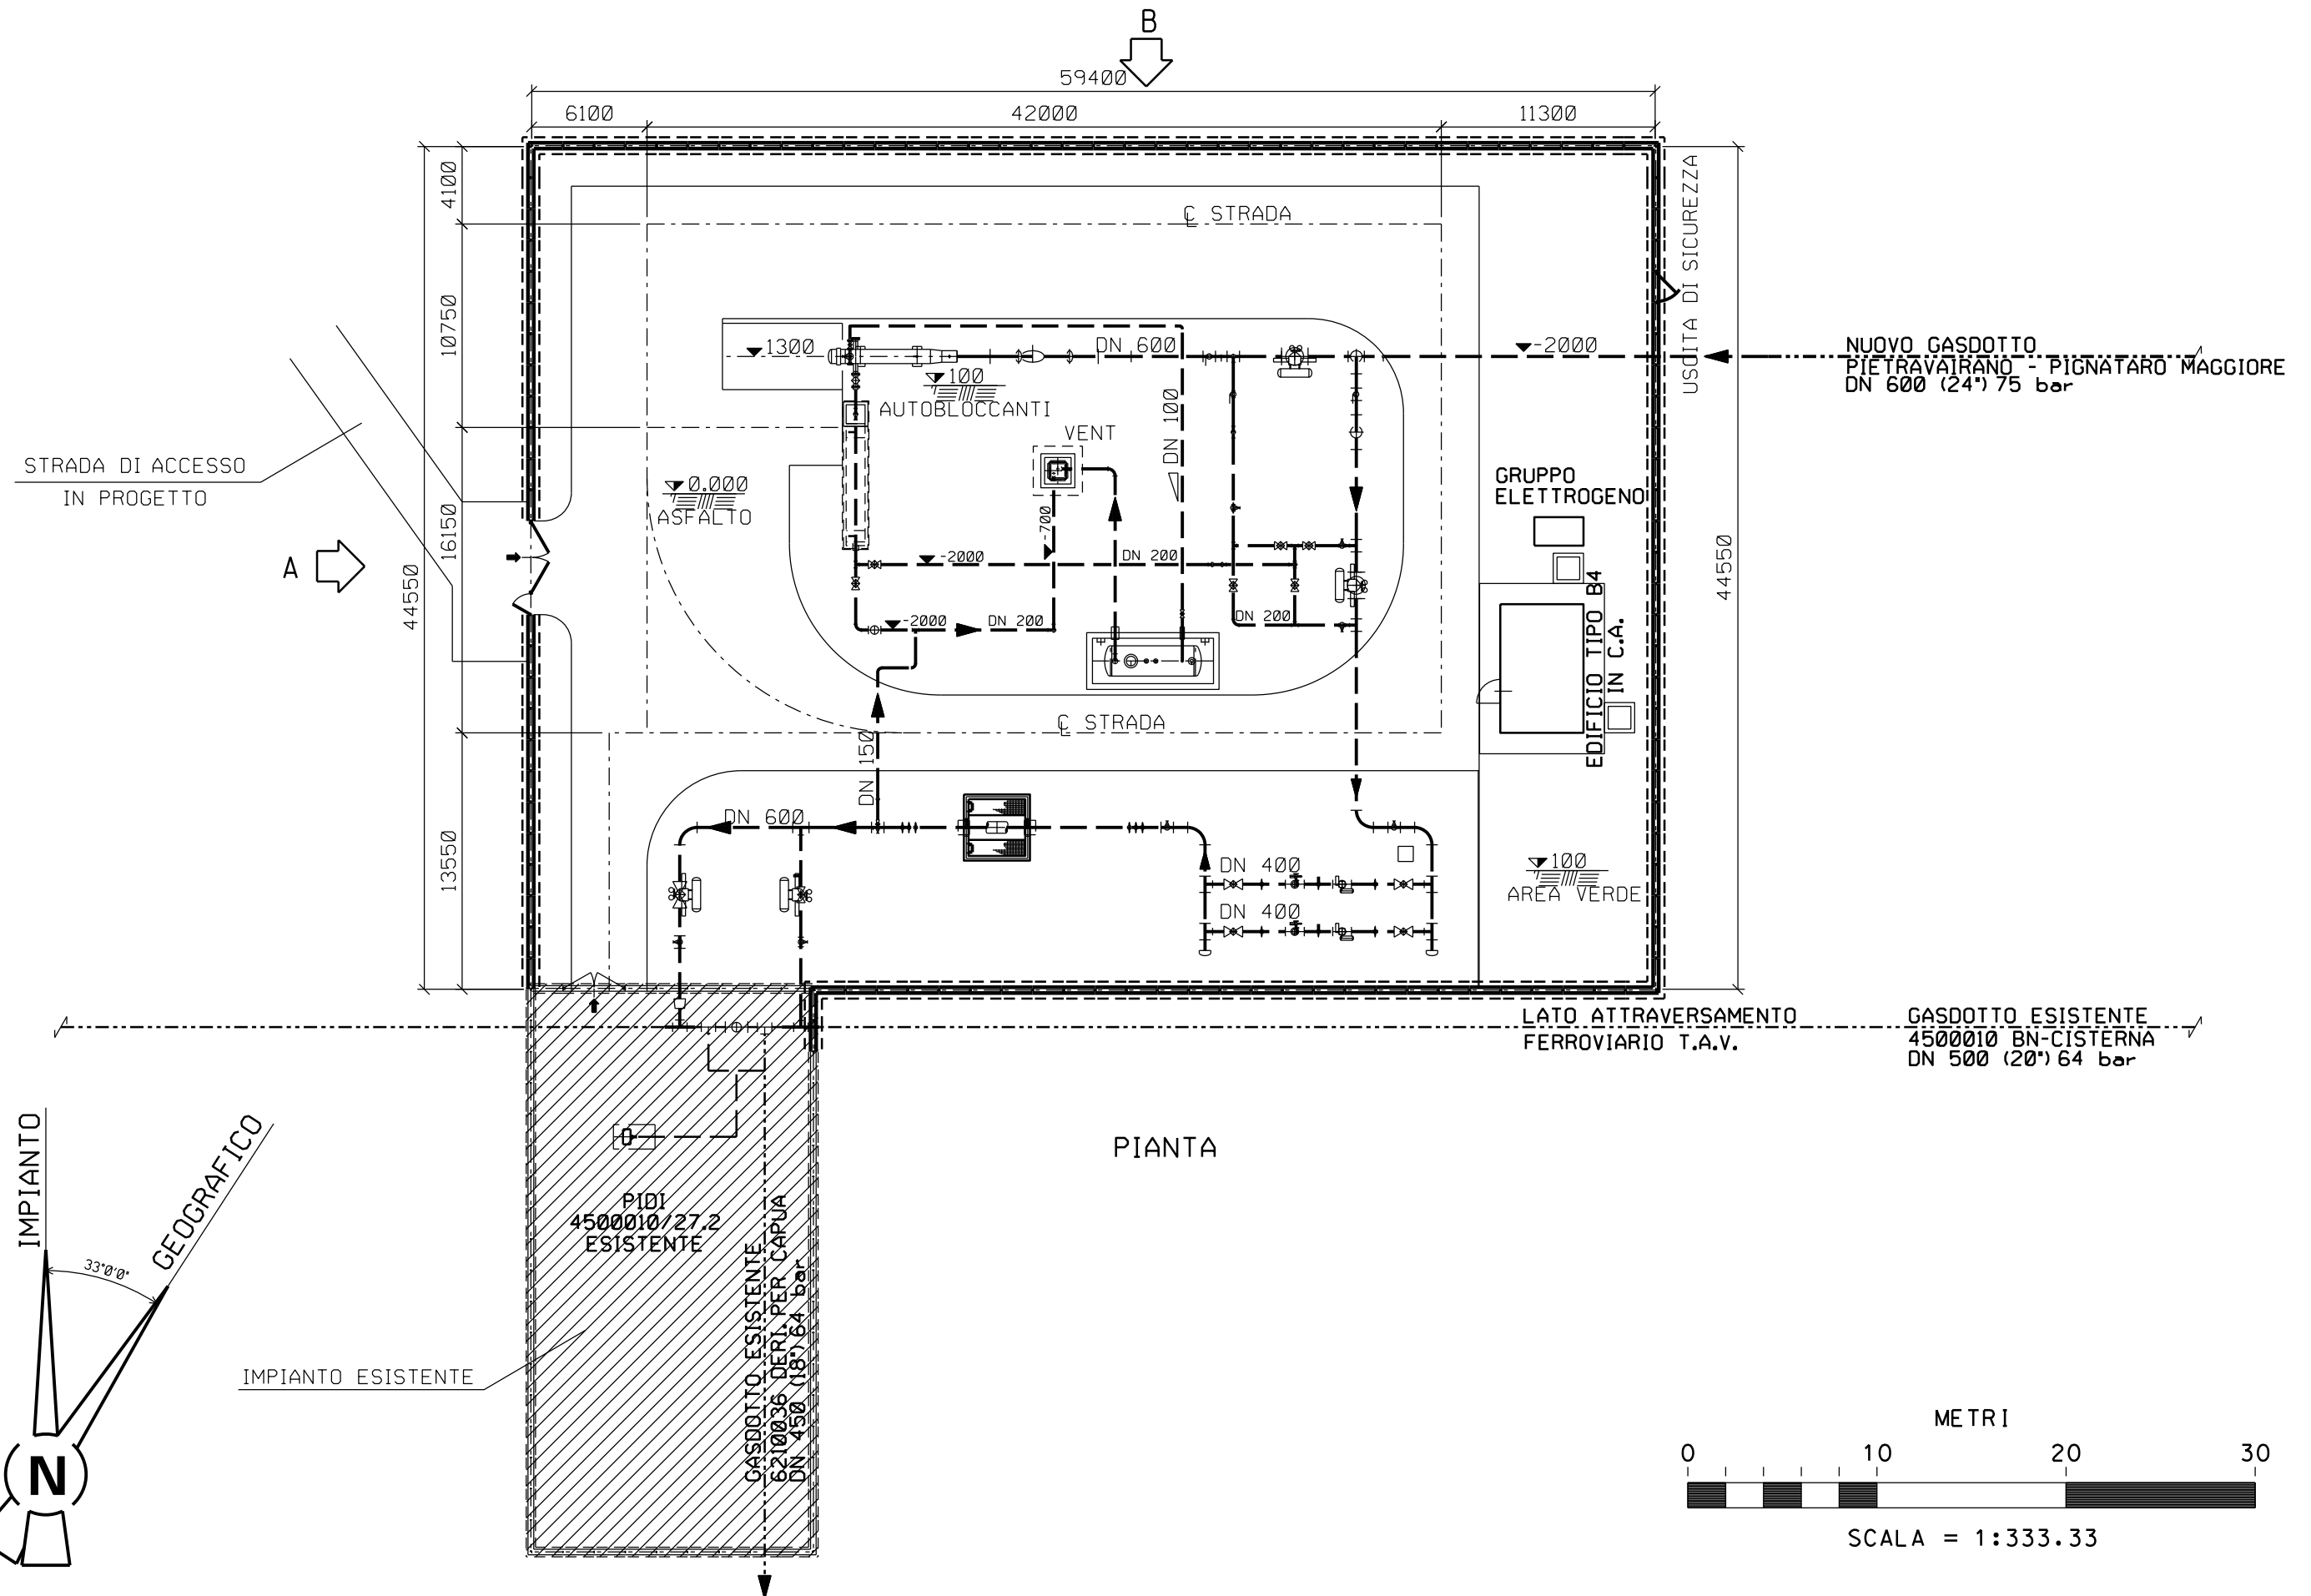 B
59400
6100
42000
11300
4100
10750
16150
13550
44550
44550
℄ STRADA
USCITA DI SICUREZZA
1300
DN 600
-2000
100
AUTOBLOCCANTI
VENT
DN 100
NUOVO GASDOTTO
PIETRAVAIRANO - PIGNATARO MAGGIORE
DN 600 (24") 75 bar
STRADA DI ACCESSO
IN PROGETTO
0.000
ASFALTO
-700
GRUPPO
ELETTROGENO
A
-2000
DN 200
-2000
DN 200
DN 200
EDIFICIO TIPO B4
IN C.A.
℄ STRADA
DN 150
DN 600
DN 400
DN 400
100
AREA VERDE
LATO ATTRAVERSAMENTO
FERROVIARIO T.A.V.
GASDOTTO ESISTENTE
4500010 BN-CISTERNA
DN 500 (20") 64 bar
PIANTA
IMPIANTO
GEOGRAFICO
33°0'0"
N
PIDI
4500010/27.2
ESISTENTE
GASDOTTO ESISTENTE
6210036 DERI. PER CAPUA
DN 450 (18") 64 bar
IMPIANTO ESISTENTE
METRI
0 10 20 30
SCALA = 1:333.33